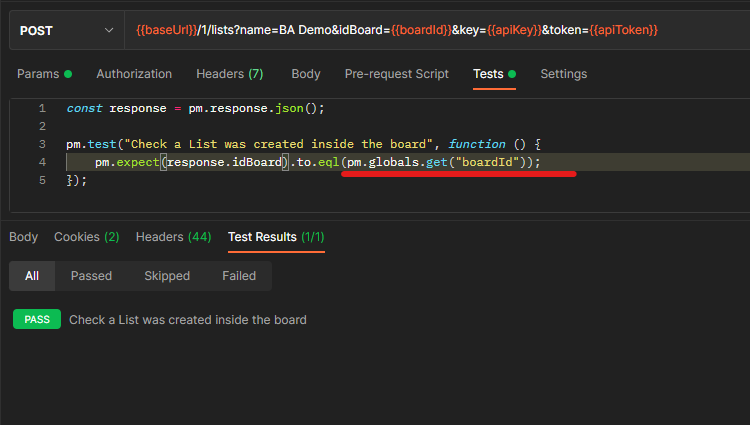 POST {{baseUrl}}/1/lists?name=BA Demo&idBoard={{boardId}}&key={{apiKey}}&token={{apiToken}}
Params Authorization Headers (7) Body Pre-request Script Tests Settings
1 const response = pm.response.json();
2
3 pm.test("Check a List was created inside the board", function () {
4 pm.expect(response.idBoard).to.eql(pm.globals.get("boardId"));
5 });
Body Cookies (2) Headers (44) Test Results (1/1)
All Passed Skipped Failed
PASS Check a List was created inside the board